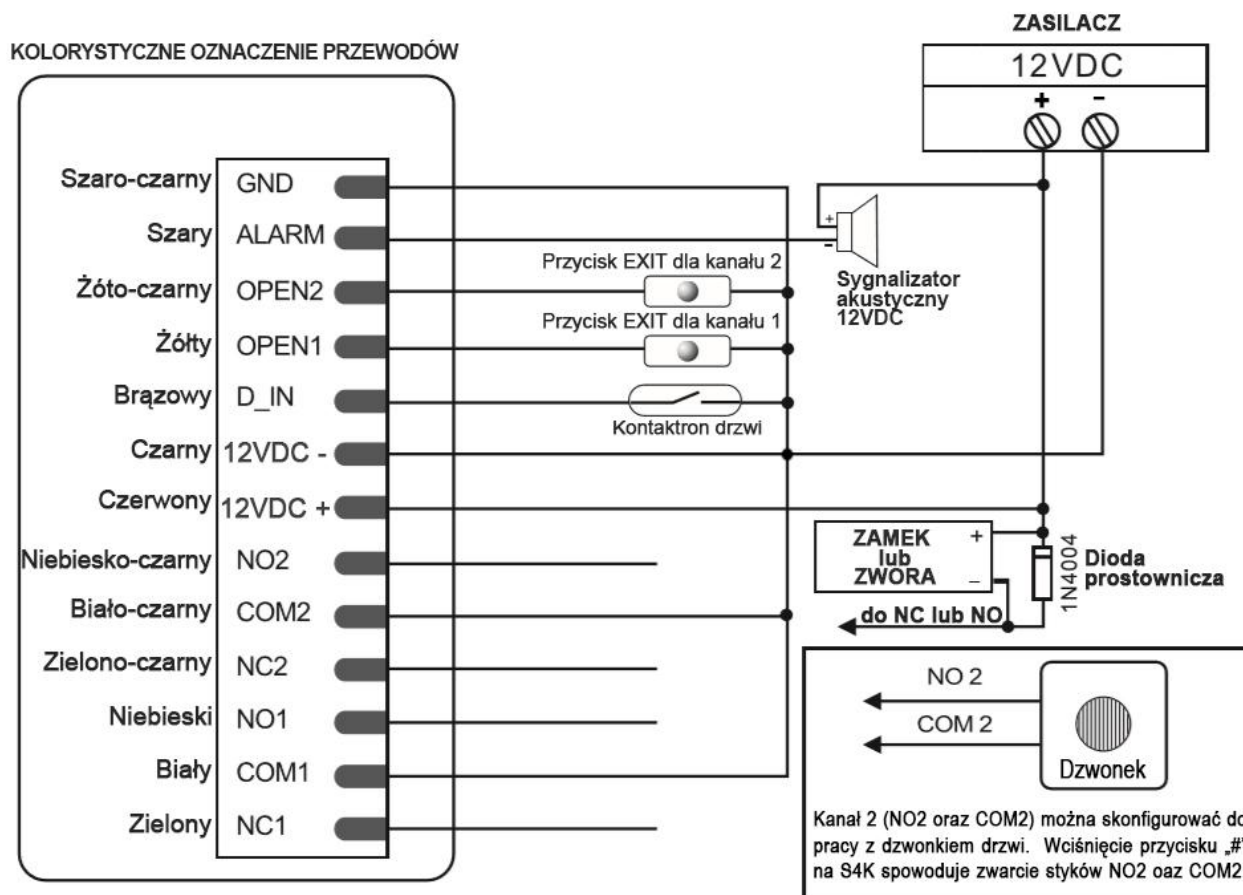 ZASILACZ
12VDC
+ -
KOLORYSTYCZNE OZNACZENIE PRZEWODÓW
Szaro-czarny GND
Szary ALARM
Żóto-czarny OPEN2
Żółty OPEN1
Brązowy D_IN
Czarny 12VDC -
Czerwony 12VDC +
Niebiesko-czarny NO2
Biało-czarny COM2
Zielono-czarny NC2
Niebieski NO1
Biały COM1
Zielony NC1
Przycisk EXIT dla kanału 2
Przycisk EXIT dla kanału 1
Kontaktron drzwi
+
-
Sygnalizator
akustyczny
12VDC
ZAMEK +
lub
ZWORA -
1N4004
Dioda
prostownicza
do NC lub NO
NO 2
COM 2
Dzwonek
Kanał 2 (NO2 oraz COM2) można skonfigurować do
pracy z dzwonkiem drzwi. Wciśnięcie przycisku „#"
na S4K spowoduje zwarcie styków NO2 oaz COM2